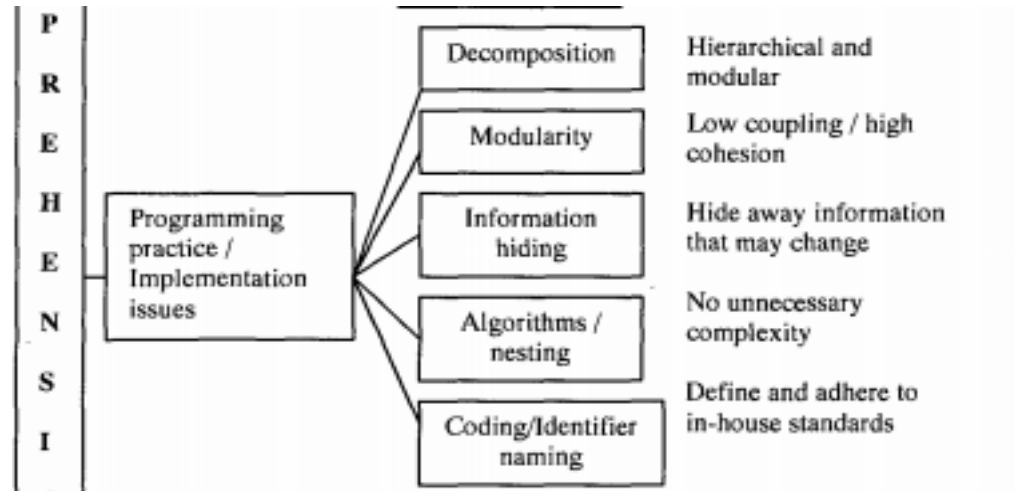 P
R
E
H
E
N
S
I
Programming
practice /
Implementation
issues
Decomposition
Hierarchical and
modular
Modularity
Low coupling / high
cohesion
Information
hiding
Hide away information
that may change
Algorithms /
nesting
No unnecessary
complexity
Coding/Identifier
naming
Define and adhere to
in-house standards